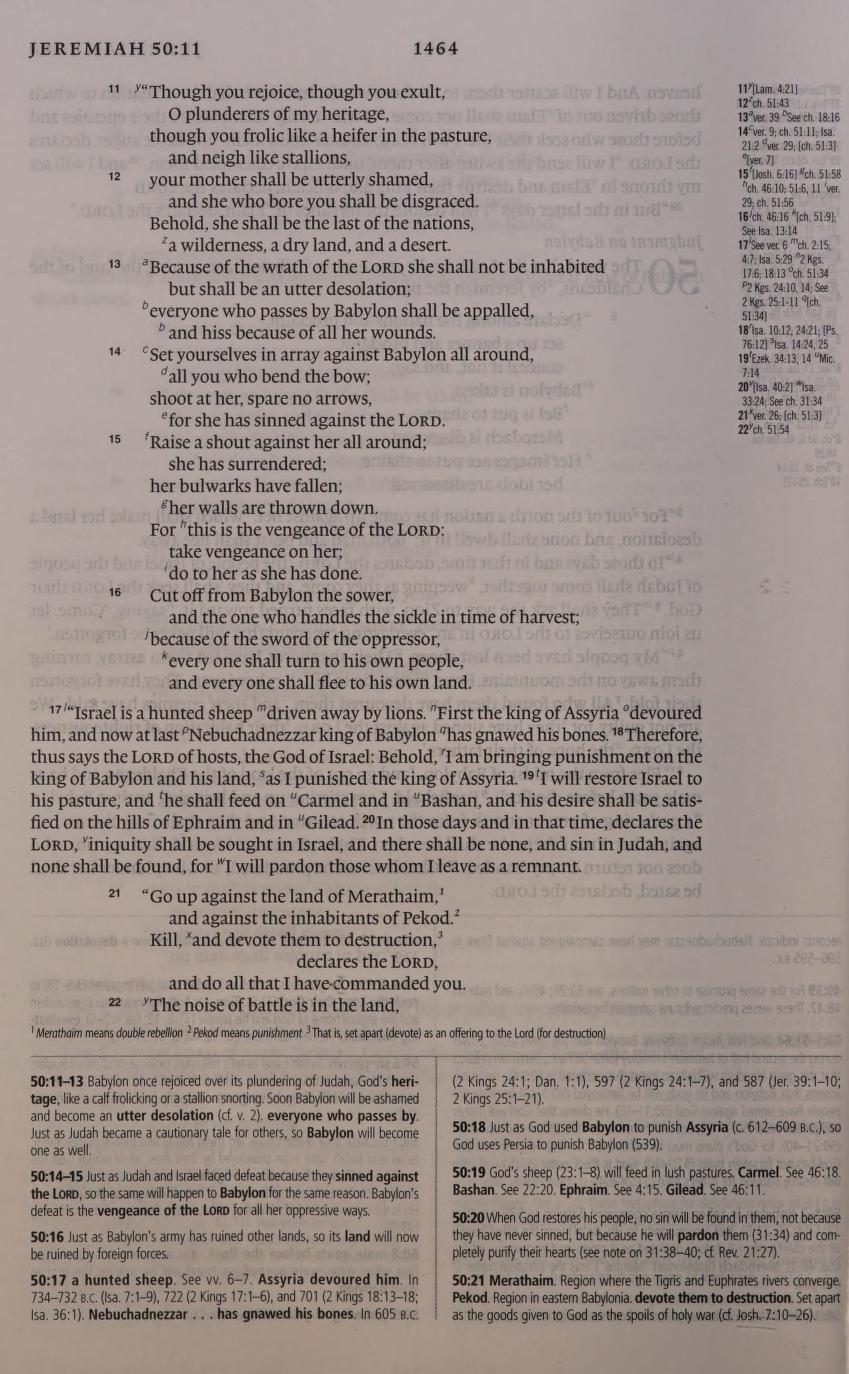 JEREMIAH 50:11
1464
11 y“Though you rejoice, though you exult,
O plunderers of my heritage,
though you frolic like a heifer in the pasture,
and neigh like stallions,
12 your mother shall be utterly shamed,
and she who bore you shall be disgraced.
Behold, she shall be the last of the nations,
z a wilderness, a dry land, and a desert.
13 a Because of the wrath of the LORD she shall not be inhabited
but shall be an utter desolation;
b everyone who passes by Babylon shall be appalled,
b and hiss because of all her wounds.
14 c Set yourselves in array against Babylon all around,
d all you who bend the bow;
shoot at her, spare no arrows,
e for she has sinned against the LORD.
15 f Raise a shout against her all around;
she has surrendered;
her bulwarks have fallen;
g her walls are thrown down.
For h this is the vengeance of the LORD:
take vengeance on her;
i do to her as she has done.
16 Cut off from Babylon the sower,
and the one who handles the sickle in time of harvest;
j because of the sword of the oppressor,
k every one shall turn to his own people,
and every one shall flee to his own land.
17 l “Israel is a hunted sheep m driven away by lions. n First the king of Assyria o devoured
him, and now at last p Nebuchadnezzar king of Babylon q has gnawed his bones. 18 Therefore,
thus says the LORD of hosts, the God of Israel: Behold, r I am bringing punishment on the
king of Babylon and his land, s as I punished the king of Assyria. 19 t I will restore Israel to
his pasture, and t he shall feed on u Carmel and in u Bashan, and his desire shall be satis-
fied on the hills of Ephraim and in u Gilead. 20 In those days and in that time, declares the
LORD, v iniquity shall be sought in Israel, and there shall be none, and sin in Judah, and
none shall be found, for w I will pardon those whom I leave as a remnant.
21 “Go up against the land of Merathaim,1
and against the inhabitants of Pekod.2
Kill, x and devote them to destruction,3
declares the LORD,
and do all that I have commanded you.
22 y The noise of battle is in the land,
11 y [Lam. 4:21]
12 z ch. 51:43
13 a ver. 39 b See ch. 18:16
14 c ver. 9; ch. 51:11; Isa.
21:2 d ver. 29; [ch. 51:3]
e [ver. 7]
15 f [Josh. 6:16] g ch. 51:58
h ch. 46:10; 51:6, 11 i ver.
29; ch. 51:56
16 j ch. 46:16 k [ch. 51:9];
See Isa. 13:14
17 l See ver. 6 m ch. 2:15;
4:7; Isa. 5:29 n 2 Kgs.
17:6; 18:13 o ch. 51:34
p 2 Kgs. 24:10, 14; See
2 Kgs. 25:1-11 q [ch.
51:34]
18 r Isa. 10:12; 24:21; [Ps.
76:12] s Isa. 14:24, 25
19 t Ezek. 34:13, 14 u Mic.
7:14
20 v [Isa. 40:2] w Isa.
33:24; See ch. 31:34
21 x ver. 26; [ch. 51:3]
22 y ch. 51:54
1 Merathaim means double rebellion 2 Pekod means punishment 3 That is, set apart (devote) as an offering to the Lord (for destruction)
50:11–13 Babylon once rejoiced over its plundering of Judah, God's heri-
tage, like a calf frolicking or a stallion snorting. Soon Babylon will be ashamed
and become an utter desolation (cf. v. 2). everyone who passes by.
Just as Judah became a cautionary tale for others, so Babylon will become
one as well.
50:14–15 Just as Judah and Israel faced defeat because they sinned against
the LORD, so the same will happen to Babylon for the same reason. Babylon's
defeat is the vengeance of the LORD for all her oppressive ways.
50:16 Just as Babylon's army has ruined other lands, so its land will now
be ruined by foreign forces.
50:17 a hunted sheep. See vv. 6–7. Assyria devoured him. In
734–732 B.C. (Isa. 7:1–9), 722 (2 Kings 17:1–6), and 701 (2 Kings 18:13–18;
Isa. 36:1). Nebuchadnezzar . . . has gnawed his bones. In 605 B.C.
(2 Kings 24:1; Dan. 1:1), 597 (2 Kings 24:1–7), and 587 (Jer. 39:1–10;
2 Kings 25:1–21).
50:18 Just as God used Babylon to punish Assyria (c. 612–609 B.C.), so
God uses Persia to punish Babylon (539).
50:19 God's sheep (23:1–8) will feed in lush pastures. Carmel. See 46:18.
Bashan. See 22:20. Ephraim. See 4:15. Gilead. See 46:11.
50:20 When God restores his people, no sin will be found in them, not because
they have never sinned, but because he will pardon them (31:34) and com-
pletely purify their hearts (see note on 31:38–40; cf. Rev. 21:27).
50:21 Merathaim. Region where the Tigris and Euphrates rivers converge.
Pekod. Region in eastern Babylonia. devote them to destruction. Set apart
as the goods given to God as the spoils of holy war (cf. Josh. 7:10–26).